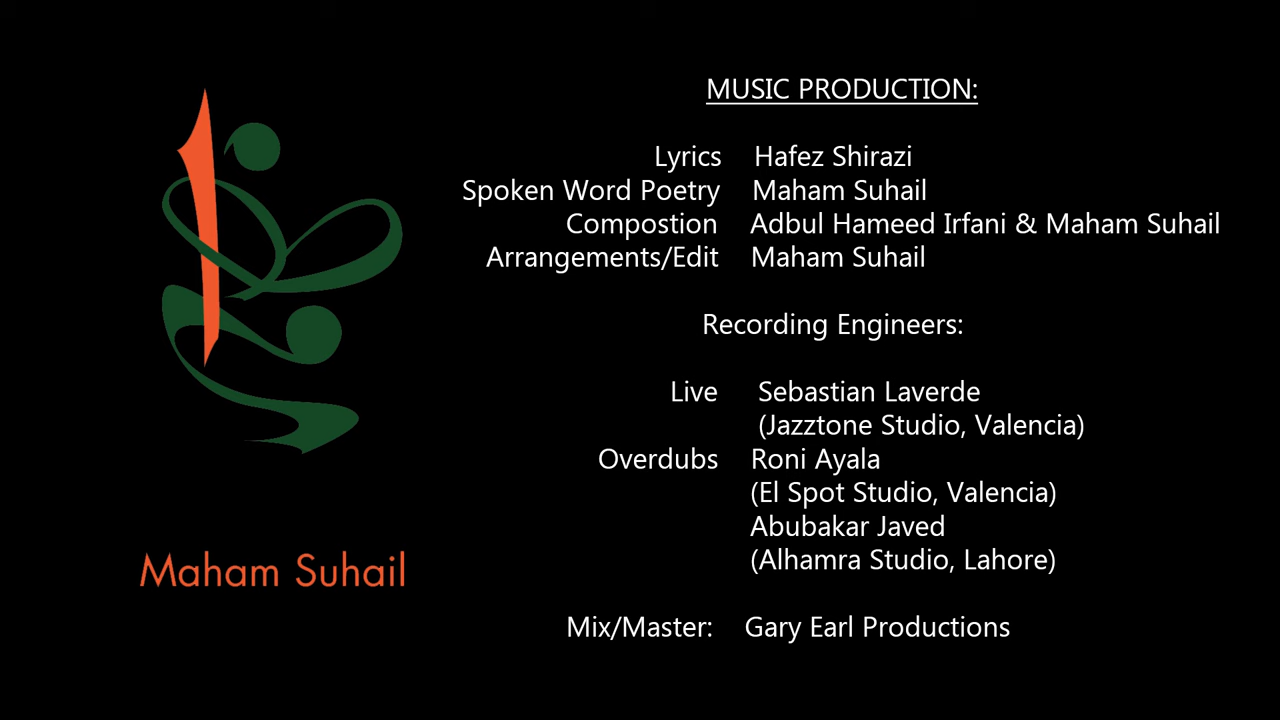 MUSIC PRODUCTION:
Lyrics Hafez Shirazi
Spoken Word Poetry Maham Suhail
Compostion Adbul Hameed Irfani & Maham Suhail
Arrangements/Edit Maham Suhail
Recording Engineers:
Live Sebastian Laverde
(Jazztone Studio, Valencia)
Overdubs Roni Ayala
(El Spot Studio, Valencia)
Abubakar Javed
(Alhamra Studio, Lahore)
Mix/Master: Gary Earl Productions
Maham Suhail